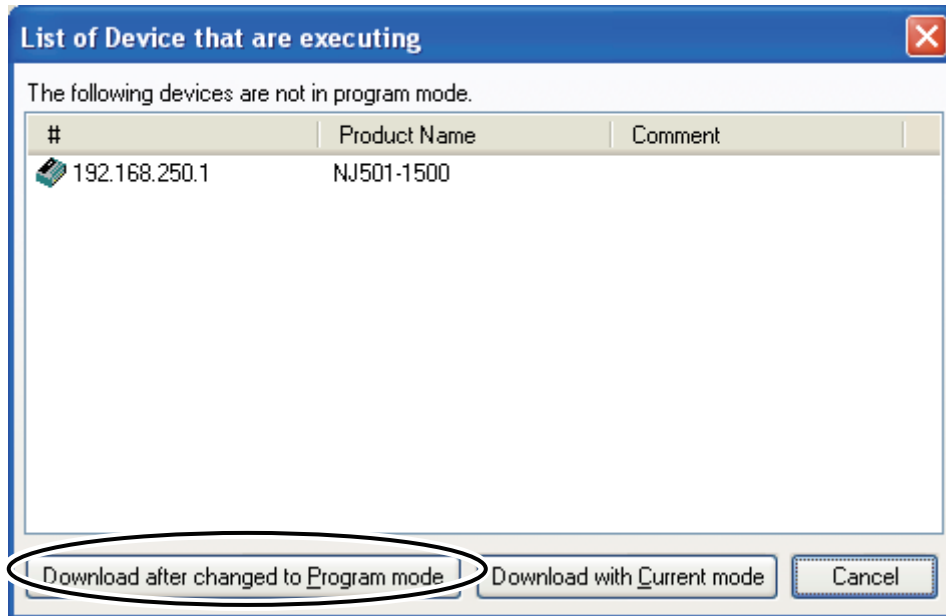 List of Device that are executing
The following devices are not in program mode.
# Product Name Comment
192.168.250.1 NJ501-1500
Download after changed to Program mode Download with Current mode Cancel